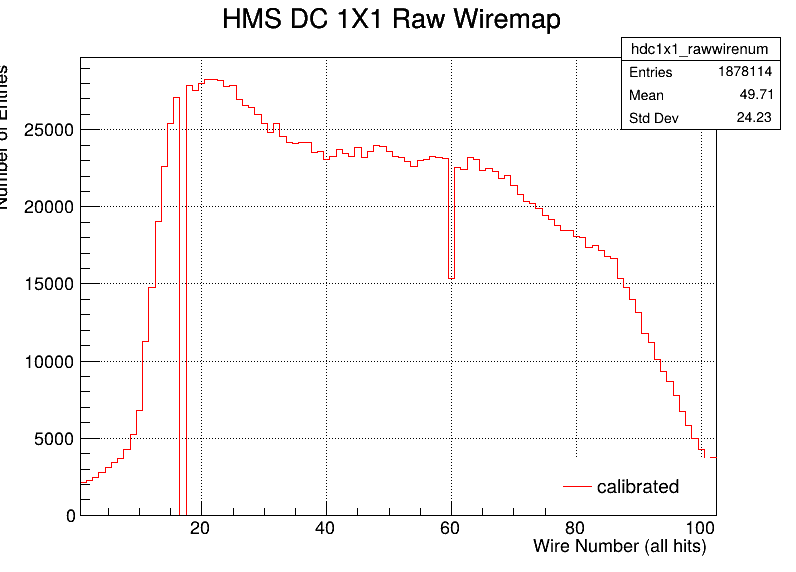 HMS DC 1X1 Raw Wiremap
hdc1x1_rawwirenum
Entries 1878114
Mean 49.71
Std Dev 24.23
Number of Entries
25000
20000
15000
10000
5000
0
calibrated
20 40 60 80 100
Wire Number (all hits)